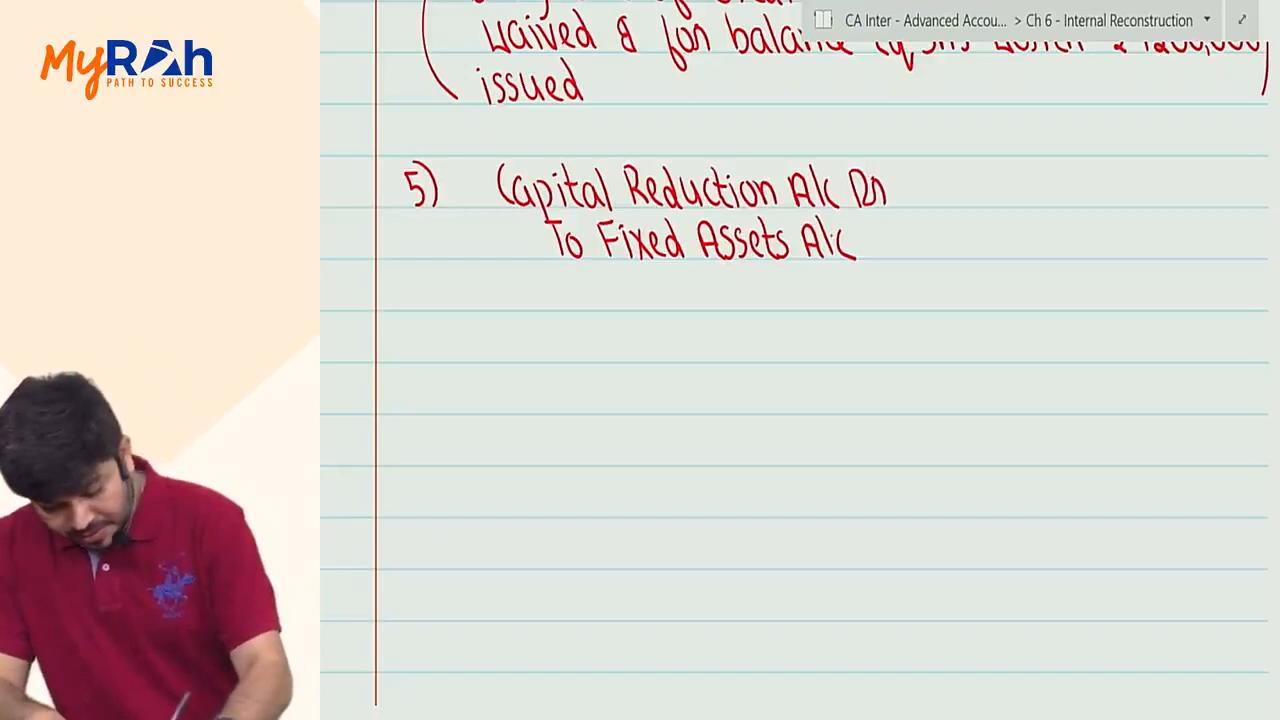 MyRAh
PATH TO SUCCESS
CA Inter - Advanced Accou... > Ch 6 - Internal Reconstruction
waived & for balance
issued
5) Capital Reduction A/c Dr
To Fixed Assets A/c